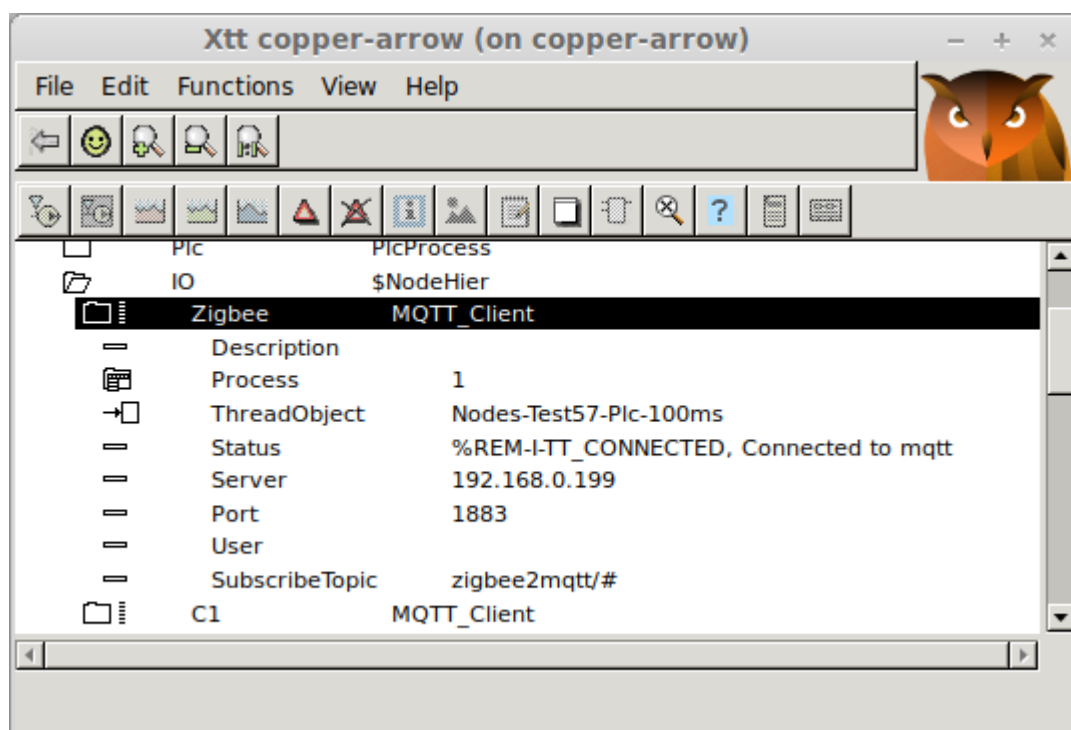 Xtt copper-arrow (on copper-arrow)
File Edit Functions View Help
Plc PlcProcess
IO $NodeHier
Zigbee MQTT_Client
Description
Process 1
ThreadObject Nodes-Test57-Plc-100ms
Status %REM-I-TT_CONNECTED, Connected to mqtt
Server 192.168.0.199
Port 1883
User
SubscribeTopic zigbee2mqtt/#
C1 MQTT_Client